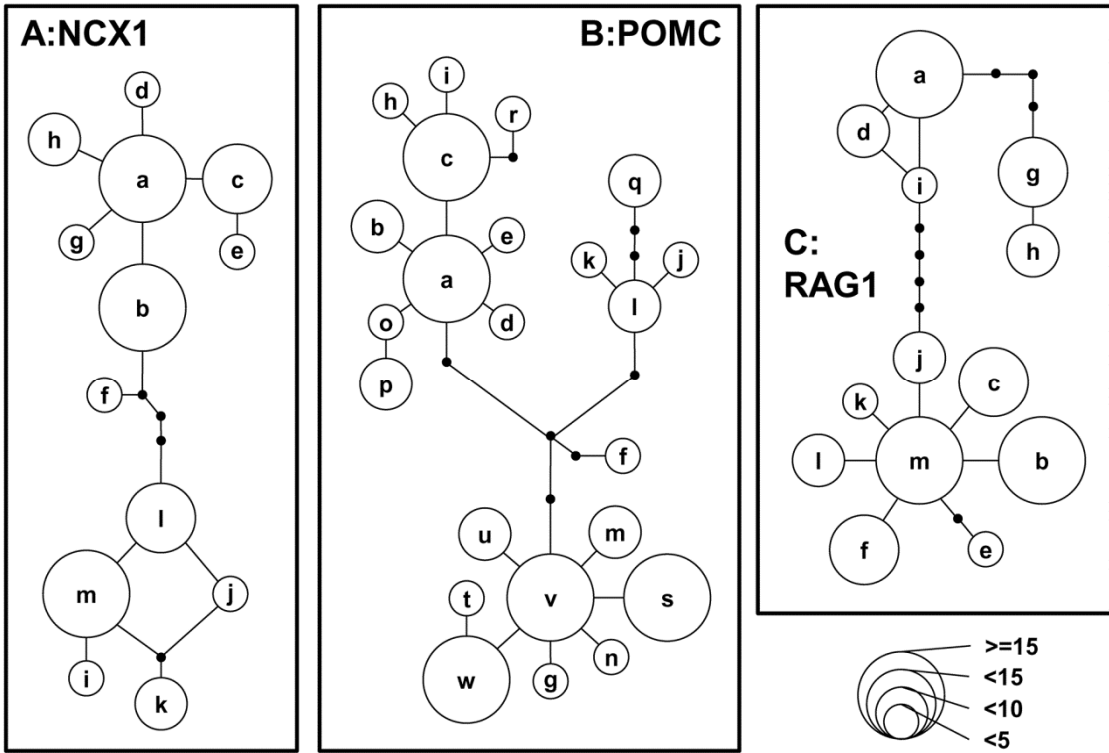 A:NCX1
d
h
a
c
g
e
b
f
l
m
j
i
k
B:POMC
i
h
r
c
q
b
e
k
j
a
l
o
d
p
f
u
m
t
v
s
n
w
g
a
d
g
i
h
C:
RAG1
j
c
k
l
m
b
f
e
>=15
<15
<10
<5